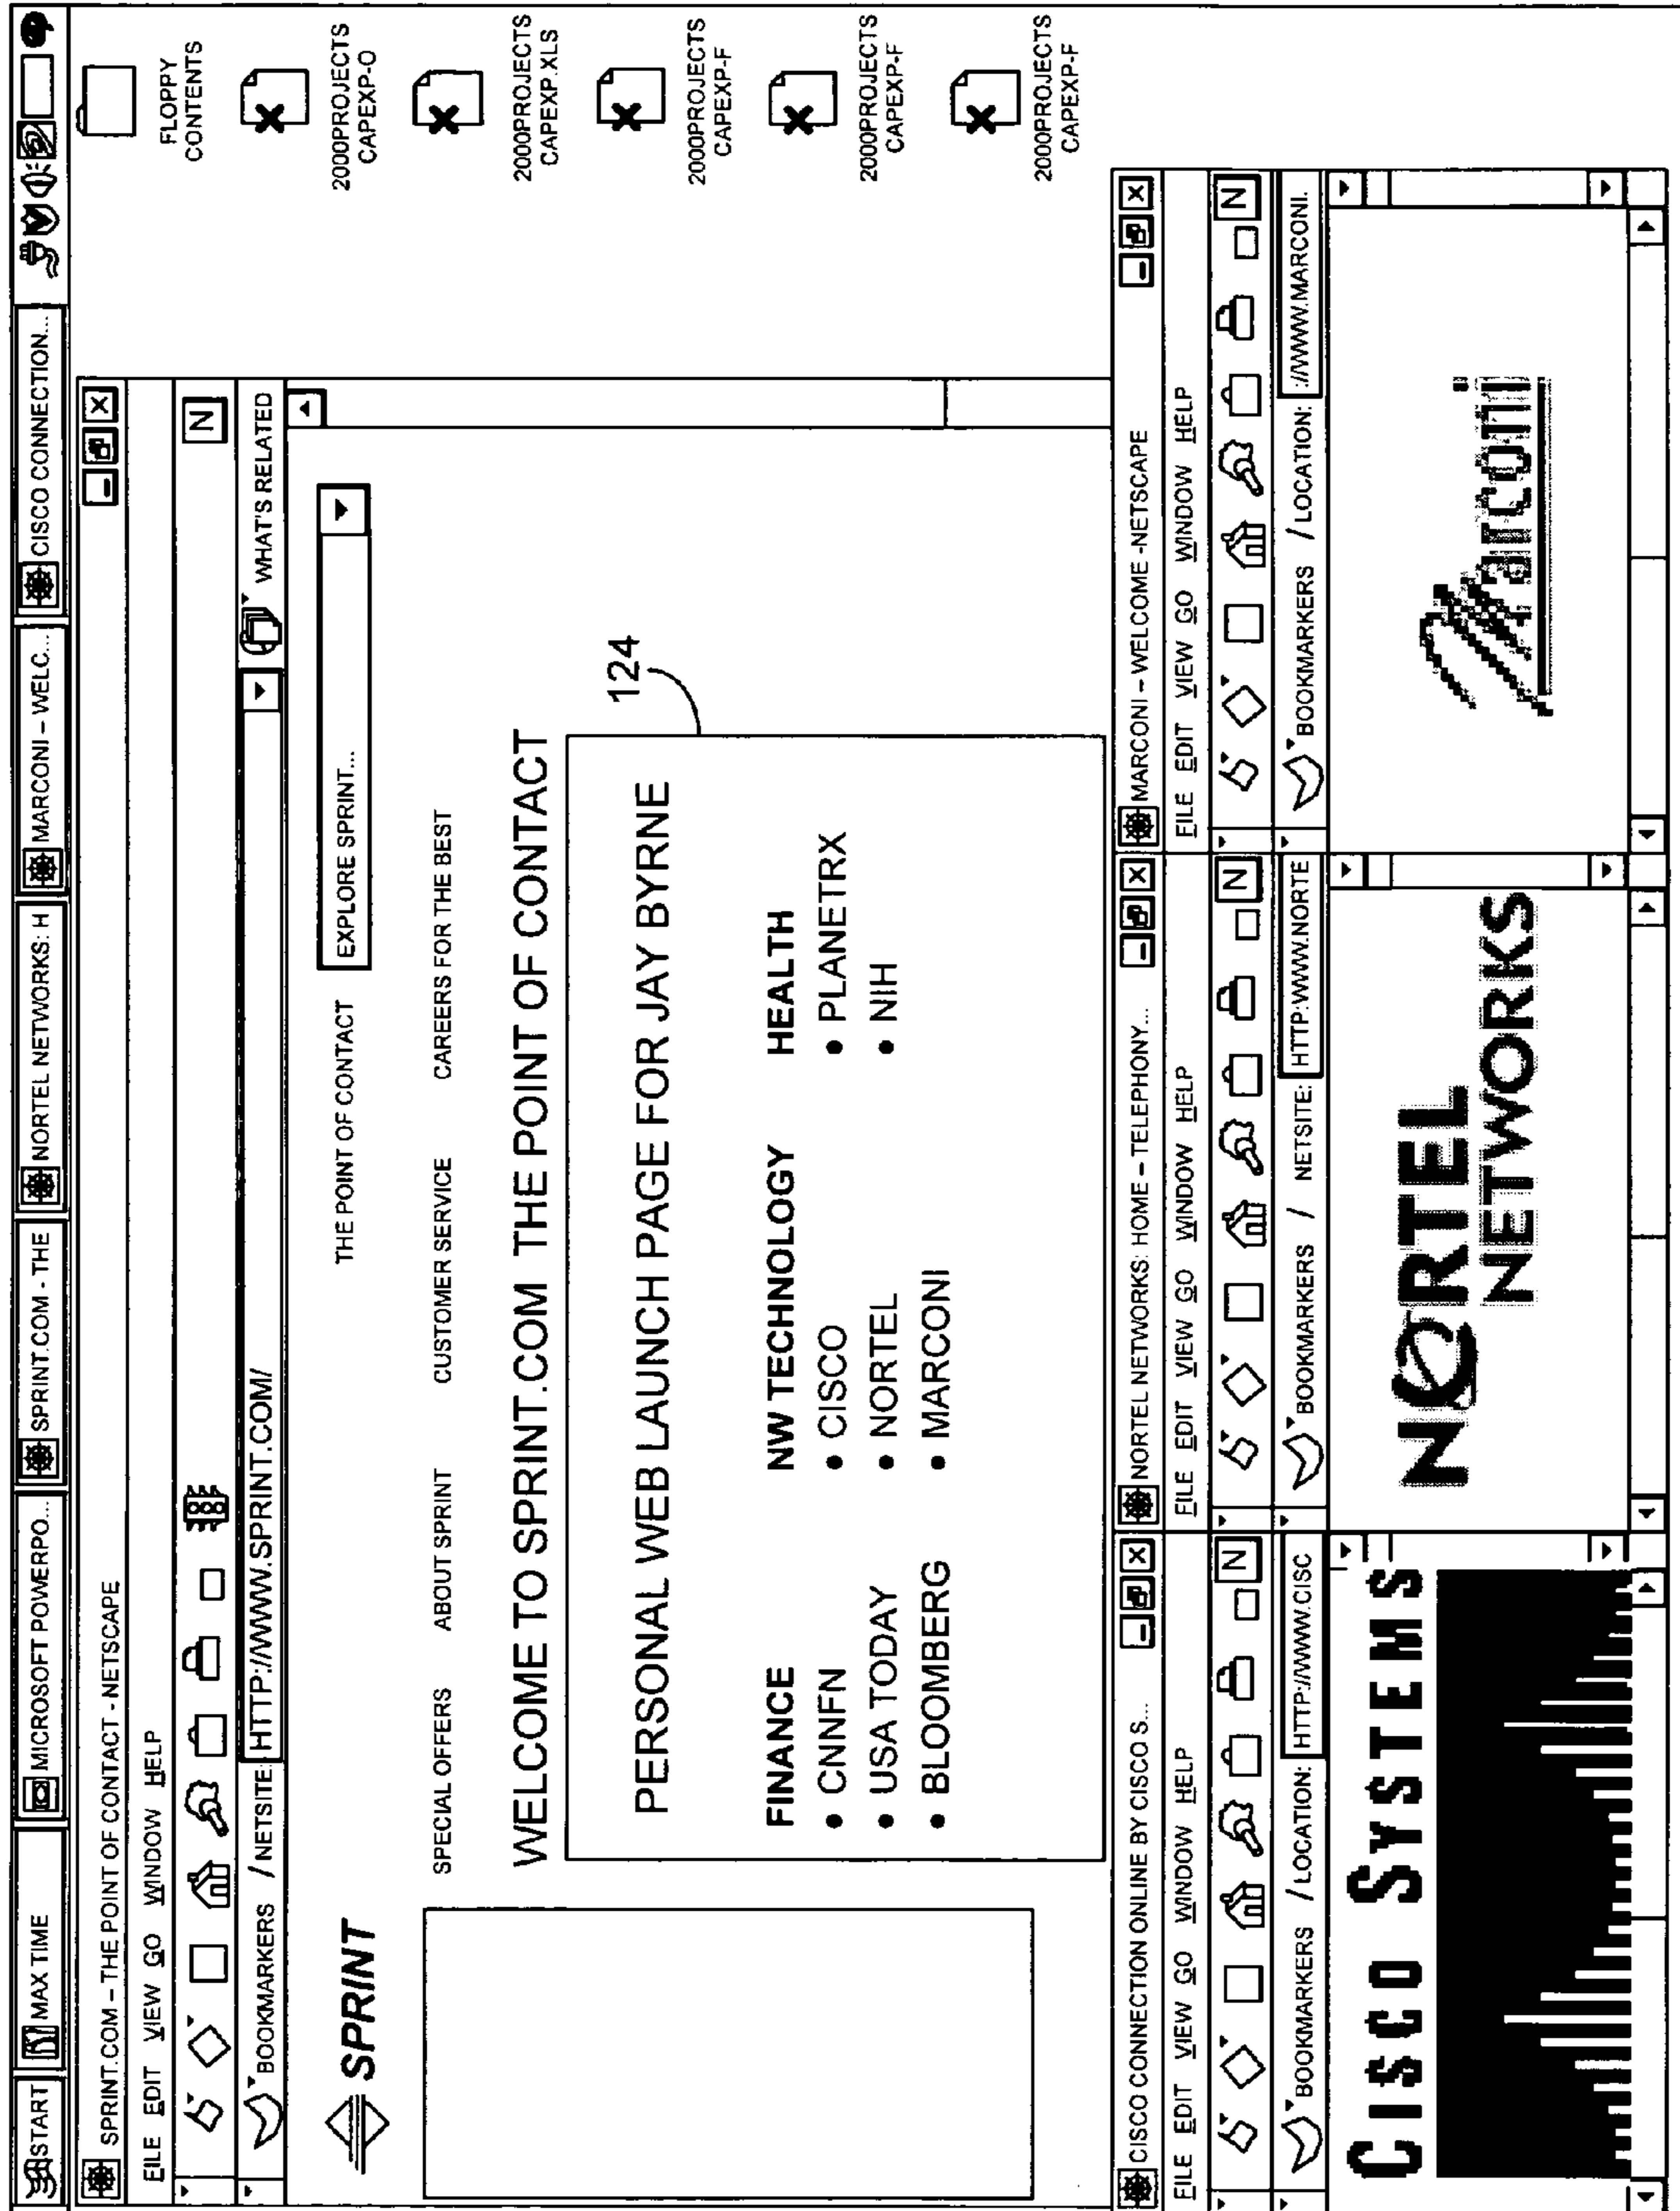 START MAX TIME MICROSOFT POWERPO... SPRINT.COM - THE NORTEL NETWORKS: H MARCONI – WELC... CISCO CONNECTION...
SPRINT.COM – THE POINT OF CONTACT - NETSCAPE
FILE EDIT VIEW GO WINDOW HELP
N
BOOKMARKERS / NETSITE: HTTP://WWW.SPRINT.COM/ WHAT'S RELATED
SPRINT THE POINT OF CONTACT EXPLORE SPRINT...
SPECIAL OFFERS ABOUT SPRINT CUSTOMER SERVICE CAREERS FOR THE BEST
WELCOME TO SPRINT.COM THE POINT OF CONTACT
124
PERSONAL WEB LAUNCH PAGE FOR JAY BYRNE
FINANCE NW TECHNOLOGY HEALTH
• CNNFN • CISCO • PLANETRX
• USA TODAY • NORTEL • NIH
• BLOOMBERG • MARCONI
FLOPPY
CONTENTS
2000PROJECTS
CAPEXP-O
2000PROJECTS
CAPEXP.XLS
2000PROJECTS
CAPEXP-F
2000PROJECTS
CAPEXP-F
2000PROJECTS
CAPEXP-F
CISCO CONNECTION ONLINE BY CISCO S...
FILE EDIT VIEW GO WINDOW HELP
N
BOOKMARKERS / LOCATION: HTTP://WWW.CISC
CISCO SYSTEMS
NORTEL NETWORKS: HOME – TELEPHONY...
FILE EDIT VIEW GO WINDOW HELP
N
BOOKMARKERS / NETSITE: HTTP:WWW.NORTE
NORTEL
NETWORKS
MARCONI – WELCOME -NETSCAPE
FILE EDIT VIEW GO WINDOW HELP
N
BOOKMARKERS / LOCATION: ://WWW.MARCONI.
Marconi